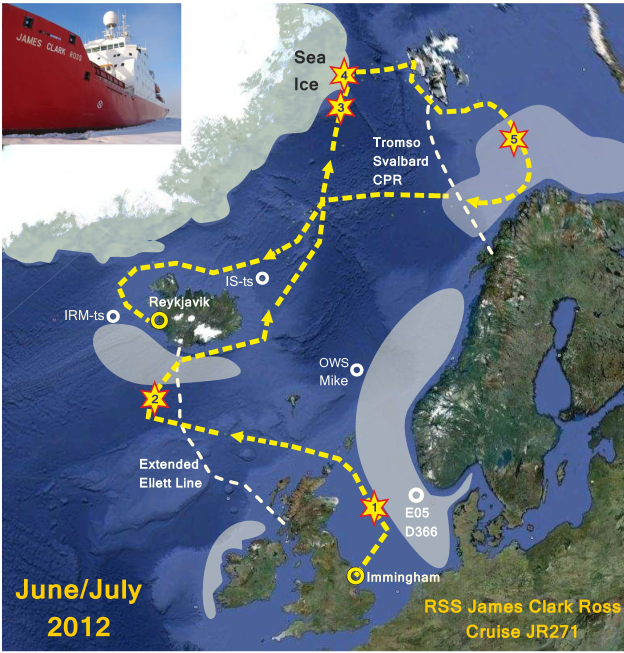 JAMES CLARK ROSS
Sea
Ice
4
3
5
Tromso
Svalbard
CPR
IS-ts
Reykjavik
IRM-ts
OWS
Mike
2
Extended
Ellett Line
1
E05
D366
Immingham
June/July
2012
RSS James Clark Ross
Cruise JR271